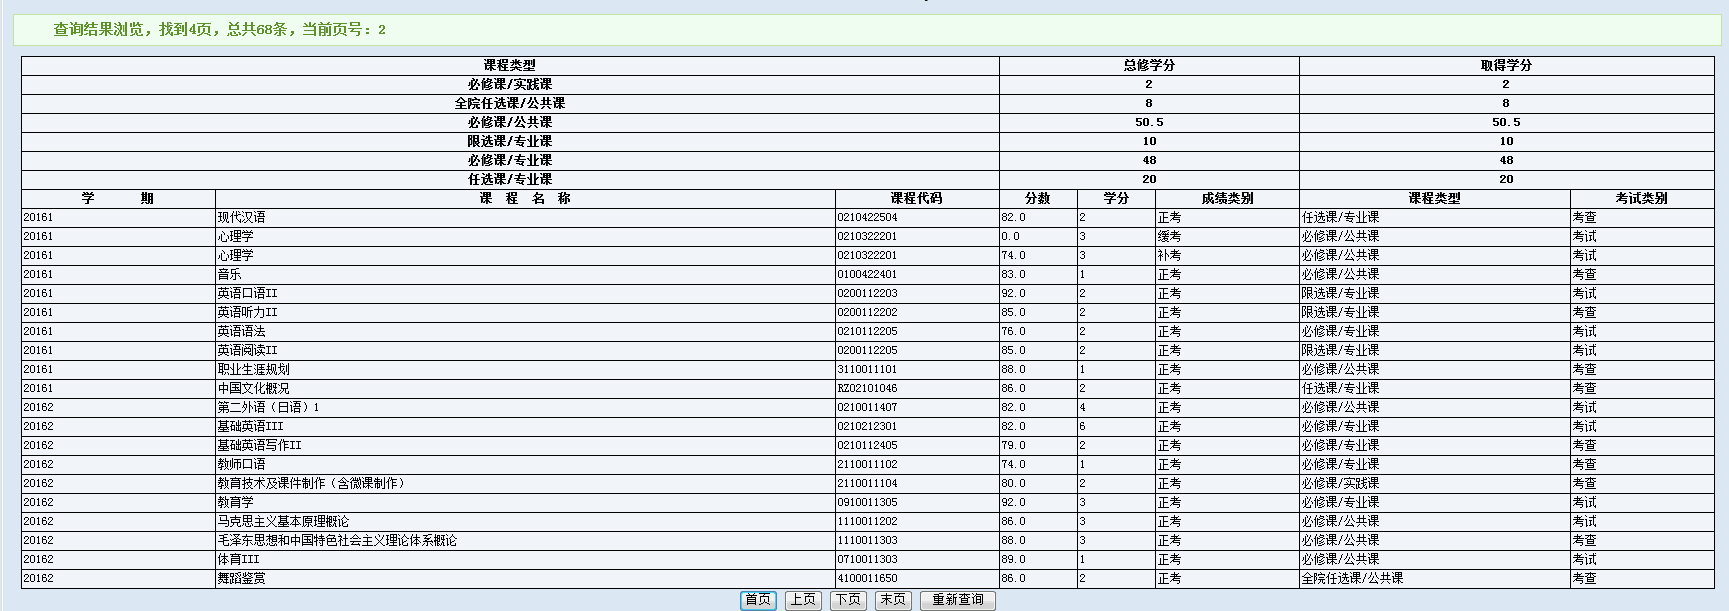 查询结果浏览，找到4页，总共68条，当前页号：2
课程类型 总修学分 取得学分
必修课/实践课 2 2
全院任选课/公共课 8 8
必修课/公共课 50.5 50.5
限选课/专业课 10 10
必修课/专业课 48 48
任选课/专业课 20 20
学 期 课 程 名 称 课程代码 分数 学分 成绩类别 课程类型 考试类别
20161 现代汉语 0210422504 82.0 2 正考 任选课/专业课 考查
20161 心理学 0210322201 0.0 3 缓考 必修课/公共课 考试
20161 心理学 0210322201 74.0 3 补考 必修课/公共课 考试
20161 音乐 0100422401 83.0 1 正考 必修课/公共课 考查
20161 英语口语II 0200112203 92.0 2 正考 限选课/专业课 考试
20161 英语听力II 0200112202 85.0 2 正考 限选课/专业课 考查
20161 英语语法 0210112205 76.0 2 正考 必修课/专业课 考试
20161 英语阅读II 0200112205 85.0 2 正考 限选课/专业课 考试
20161 职业生涯规划 3110011101 88.0 1 正考 必修课/公共课 考查
20161 中国文化概况 RZ02101046 86.0 2 正考 任选课/专业课 考查
20162 第二外语（日语）1 0210011407 82.0 4 正考 必修课/公共课 考试
20162 基础英语III 0210212301 82.0 6 正考 必修课/专业课 考试
20162 基础英语写作II 0210112405 79.0 2 正考 必修课/专业课 考查
20162 教师口语 2110011102 74.0 1 正考 必修课/专业课 考查
20162 教育技术及课件制作（含微课制作） 2110011104 80.0 2 正考 必修课/实践课 考查
20162 教育学 0910011305 92.0 3 正考 必修课/专业课 考试
20162 马克思主义基本原理概论 1110011202 86.0 3 正考 必修课/公共课 考试
20162 毛泽东思想和中国特色社会主义理论体系概论 1110011303 88.0 3 正考 必修课/公共课 考查
20162 体育III 0710011303 89.0 1 正考 必修课/公共课 考试
20162 舞蹈鉴赏 4100011650 86.0 2 正考 全院任选课/公共课 考查
首页 上页 下页 末页 重新查询